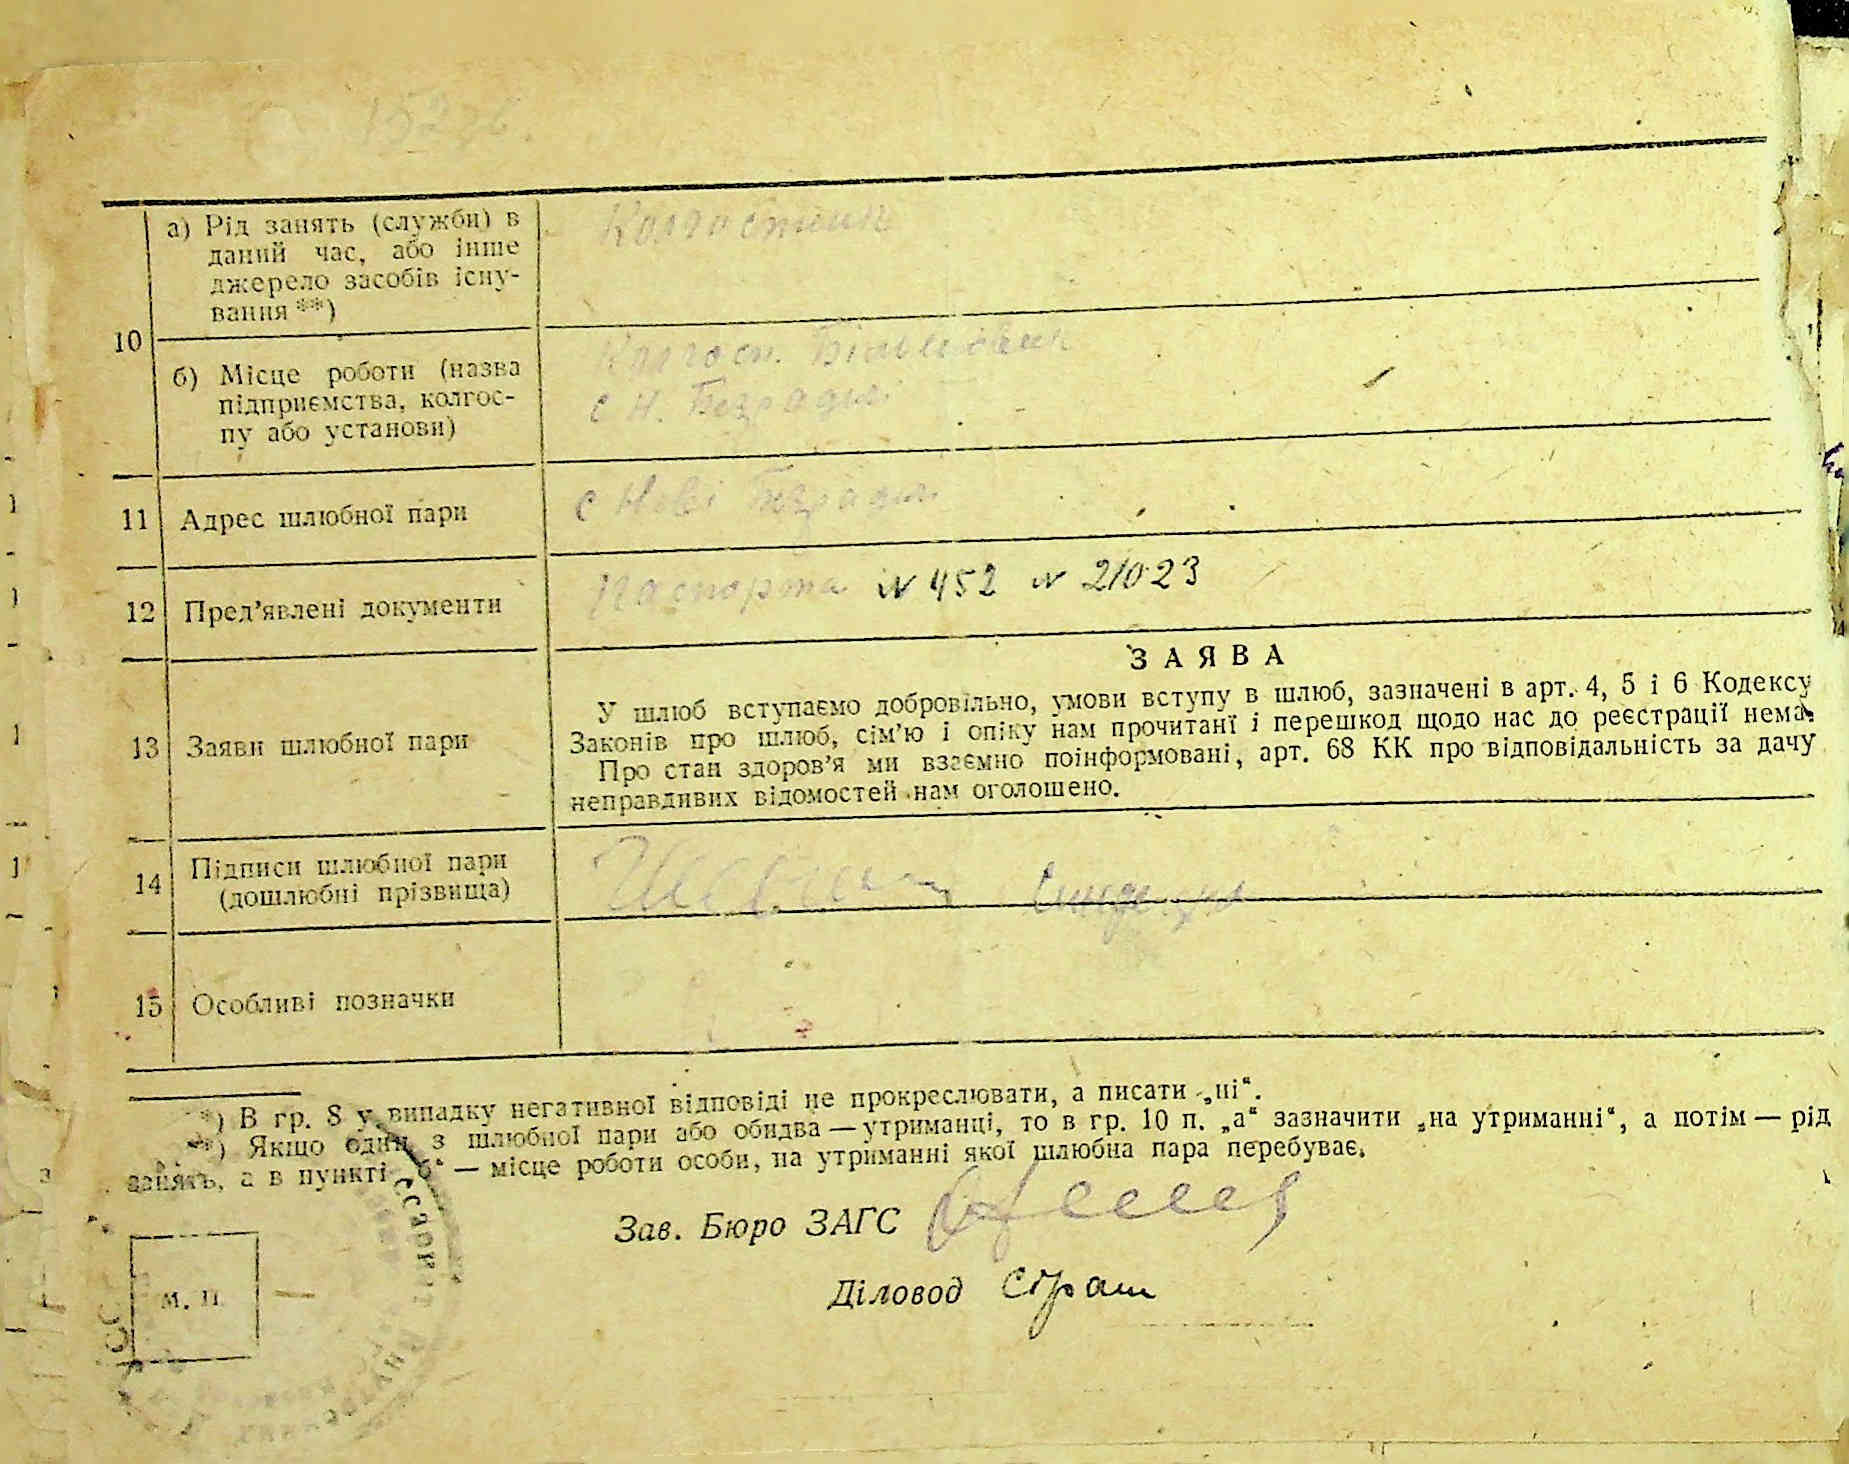 10
а) Рід занять (служби) в
даний час, або інше
джерело засобів існу-
вання **)
Колгоспник
б) Місце роботи (назва
підприємства, колгос-
пу або установи)
Колгосп. Більшовик
с Н. Безрадичі
11 Адрес шлюбної пари
с Нові Безрадичі
12 Пред’явлені документи
Паспорта № 452 № 21023
13 Заяви шлюбної пари
ЗАЯВА
У шлюб вступаємо добровільно, умови вступу в шлюб, зазначені в арт. 4, 5 і 6 Кодексу
Законів про шлюб, сім’ю і опіку нам прочитані і перешкод щодо нас до реєстрації нема.
Про стан здоров’я ми взаємно поінформовані, арт. 68 КК про відповідальність за дачу
неправдивих відомостей нам оголошено.
14 Підписи шлюбної пари
(дошлюбні прізвища)
15 Особливі позначки
*) В гр. 8 у випадку негативної відповіді не прокреслювати, а писати „ні“.
**) Якщо один з шлюбної пари або обидва — утриманці, то в гр. 10 п. „а“ зазначити „на утриманні“, а потім — рід
занять, а в пункті „б“ — місце роботи особи, на утриманні якої шлюбна пара перебуває.
Зав. Бюро ЗАГС
Діловод
М. П.